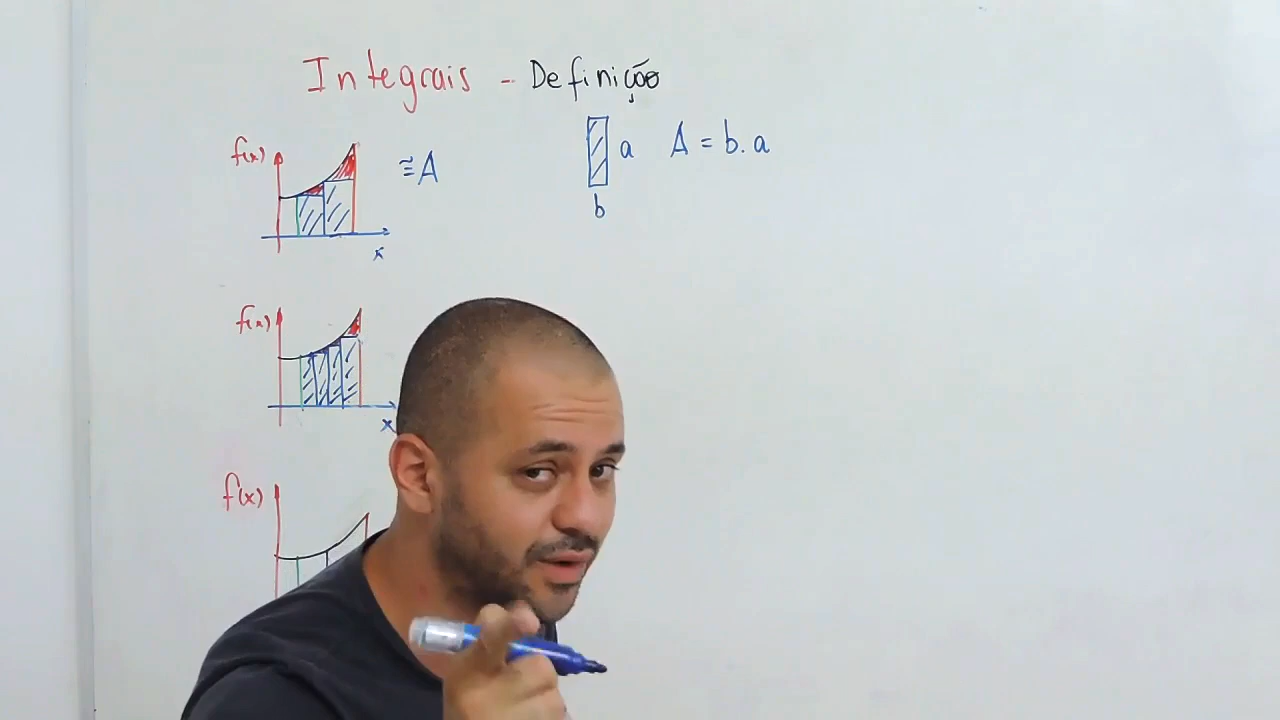 Integrais - Definição
f(x)
≅A
a
A = b.a
b
x
f(x)
x
f(x)